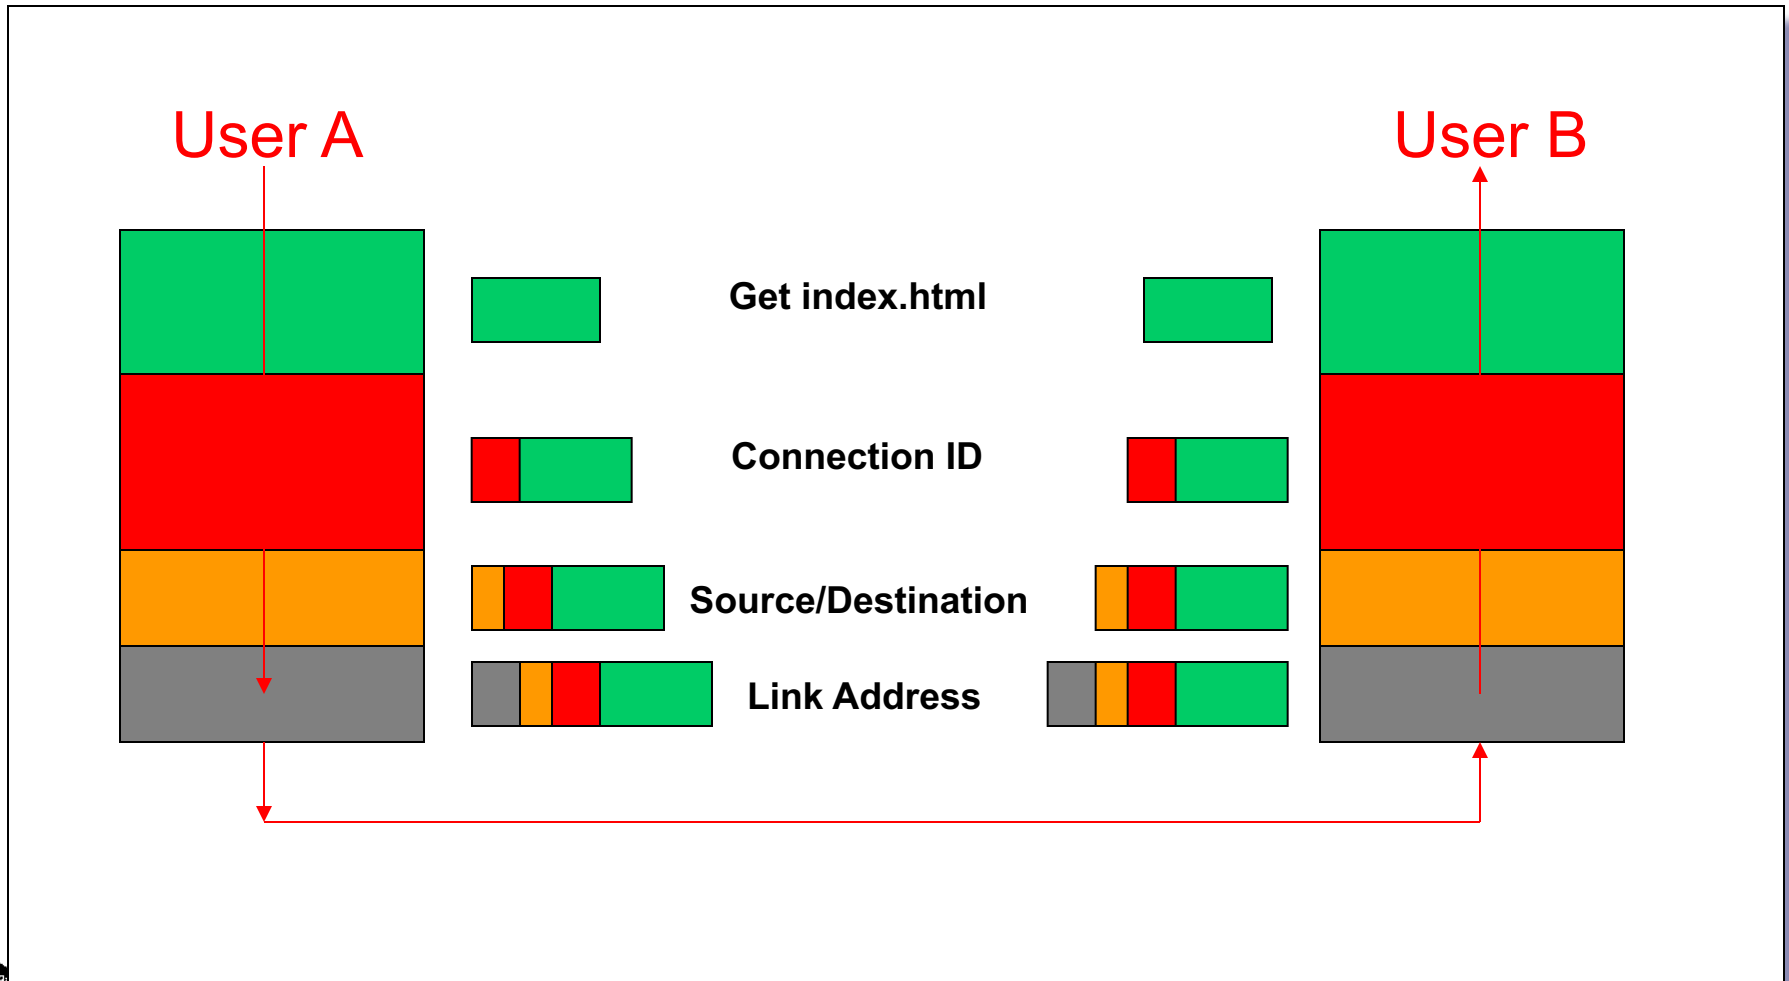 User A
User B
Get index.html
Connection ID
Source/Destination
Link Address